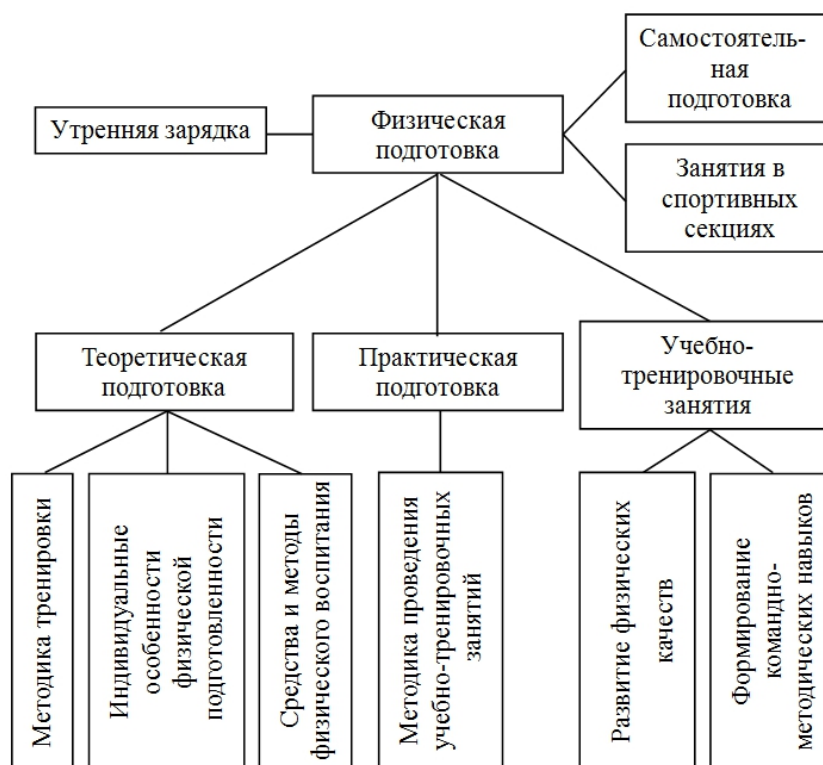 Самостоятель-
ная
подготовка
Утренняя зарядка
Физическая
подготовка
Занятия в
спортивных
секциях
Теоретическая
подготовка
Практическая
подготовка
Учебно-
тренировочные
занятия
Методика тренировки
Индивидуальные
особенности
физической
подготовленности
Средства и методы
физического воспитания
Методика проведения
учебно-тренировочных
занятий
Развитие физических
качеств
Формирование
командно-
методических навыков